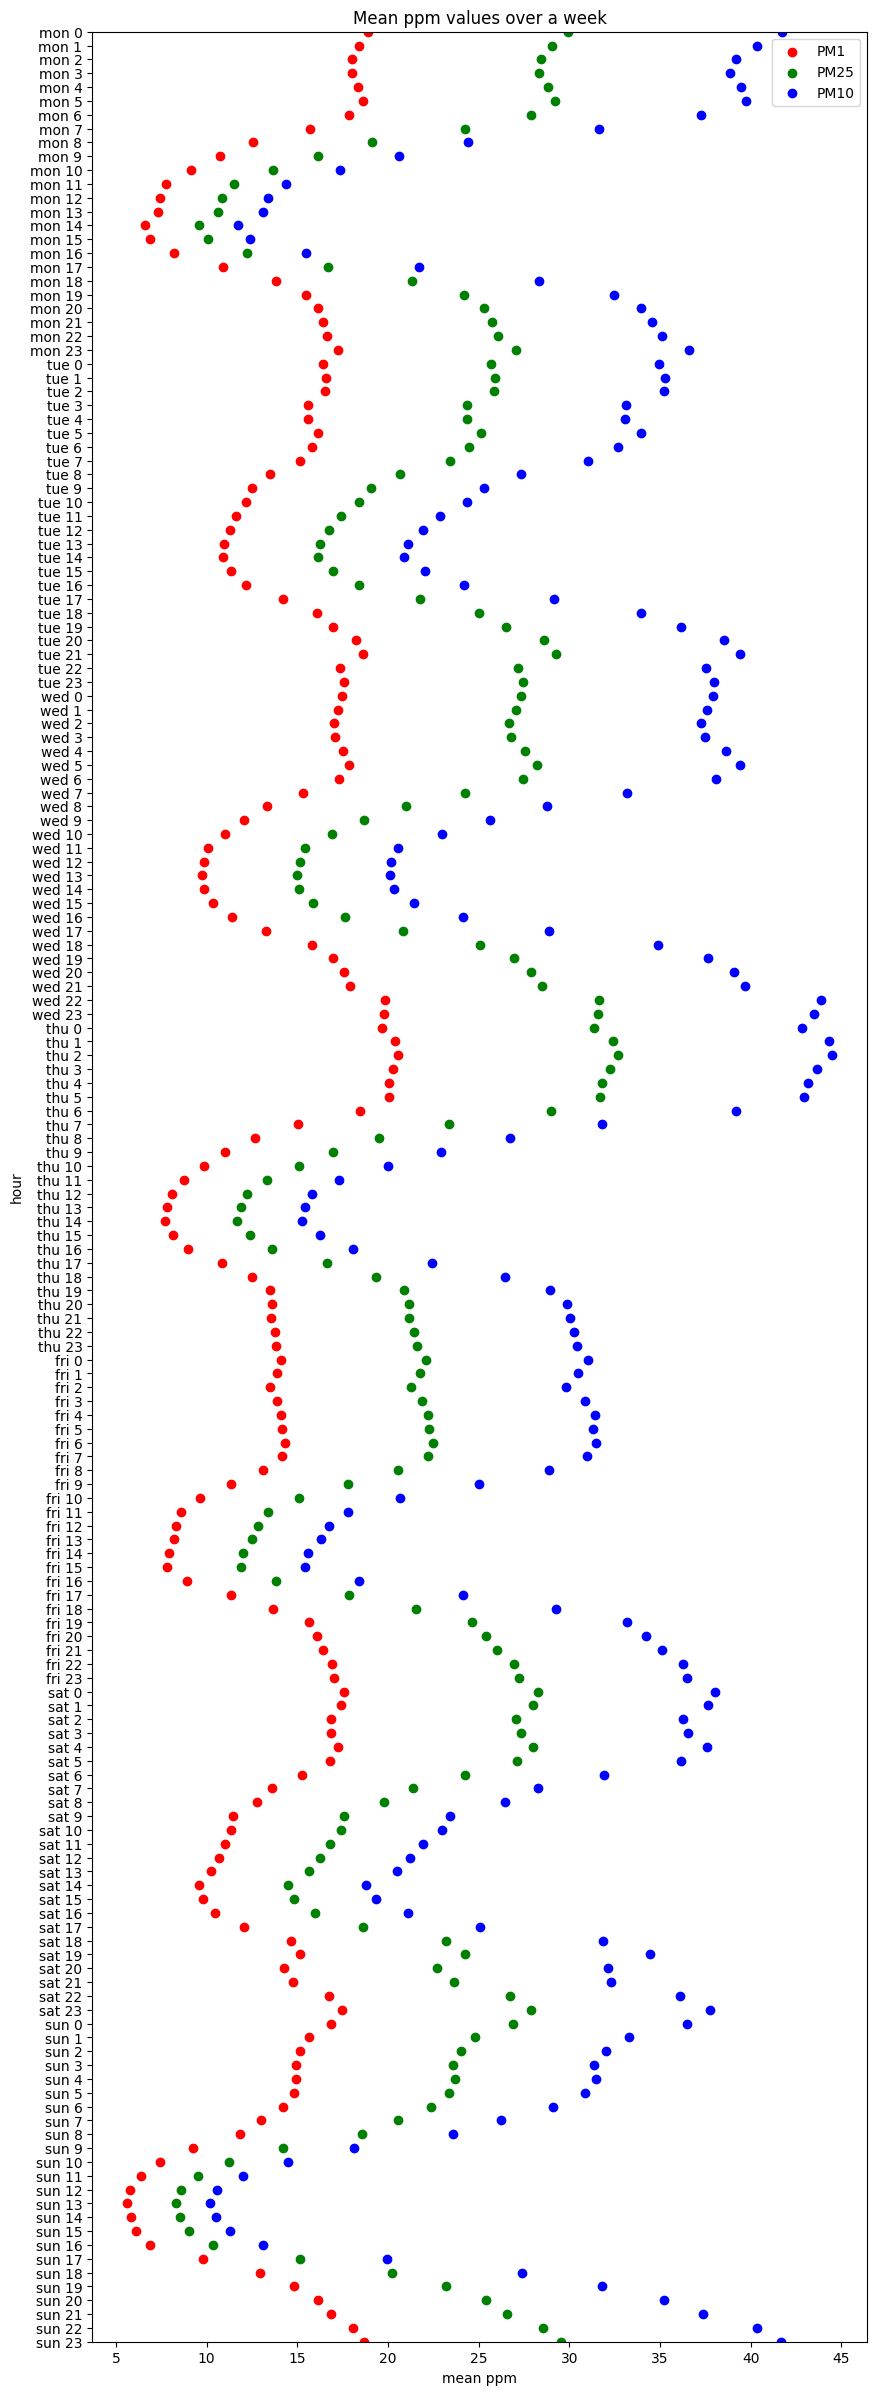 Mean ppm values over a week
PM1
PM25
PM10
hour
mon 0
mon 1
mon 2
mon 3
mon 4
mon 5
mon 6
mon 7
mon 8
mon 9
mon 10
mon 11
mon 12
mon 13
mon 14
mon 15
mon 16
mon 17
mon 18
mon 19
mon 20
mon 21
mon 22
mon 23
tue 0
tue 1
tue 2
tue 3
tue 4
tue 5
tue 6
tue 7
tue 8
tue 9
tue 10
tue 11
tue 12
tue 13
tue 14
tue 15
tue 16
tue 17
tue 18
tue 19
tue 20
tue 21
tue 22
tue 23
wed 0
wed 1
wed 2
wed 3
wed 4
wed 5
wed 6
wed 7
wed 8
wed 9
wed 10
wed 11
wed 12
wed 13
wed 14
wed 15
wed 16
wed 17
wed 18
wed 19
wed 20
wed 21
wed 22
wed 23
thu 0
thu 1
thu 2
thu 3
thu 4
thu 5
thu 6
thu 7
thu 8
thu 9
thu 10
thu 11
thu 12
thu 13
thu 14
thu 15
thu 16
thu 17
thu 18
thu 19
thu 20
thu 21
thu 22
thu 23
fri 0
fri 1
fri 2
fri 3
fri 4
fri 5
fri 6
fri 7
fri 8
fri 9
fri 10
fri 11
fri 12
fri 13
fri 14
fri 15
fri 16
fri 17
fri 18
fri 19
fri 20
fri 21
fri 22
fri 23
sat 0
sat 1
sat 2
sat 3
sat 4
sat 5
sat 6
sat 7
sat 8
sat 9
sat 10
sat 11
sat 12
sat 13
sat 14
sat 15
sat 16
sat 17
sat 18
sat 19
sat 20
sat 21
sat 22
sat 23
sun 0
sun 1
sun 2
sun 3
sun 4
sun 5
sun 6
sun 7
sun 8
sun 9
sun 10
sun 11
sun 12
sun 13
sun 14
sun 15
sun 16
sun 17
sun 18
sun 19
sun 20
sun 21
sun 22
sun 23
5 10 15 20 25 30 35 40 45
mean ppm